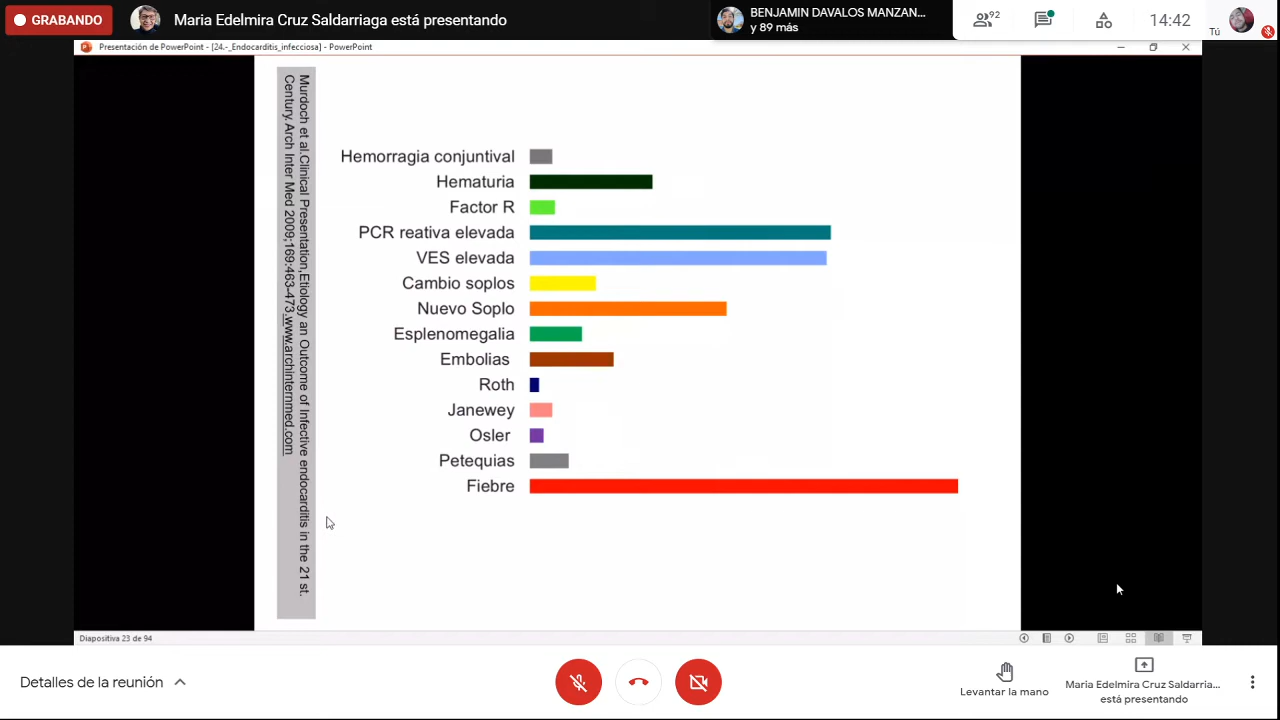 GRABANDO
Maria Edelmira Cruz Saldarriaga está presentando
BENJAMIN DAVALOS MANZAN...
y 89 más
92
14:42
Tú
Presentación de PowerPoint - [24.-_Endocarditis_infecciosa] - PowerPoint
Murdoch et al.Clinical Presentation,Etiology an Outcome of Infective endocarditis in the 21 st.
Century. Arch Inter Med 2009;169:463-473.www.archinternmed.com
Hemorragia conjuntival
Hematuria
Factor R
PCR reativa elevada
VES elevada
Cambio soplos
Nuevo Soplo
Esplenomegalia
Embolias
Roth
Janewey
Osler
Petequias
Fiebre
Diapositiva 23 de 94
Detalles de la reunión
Levantar la mano
Maria Edelmira Cruz Saldarria...
está presentando